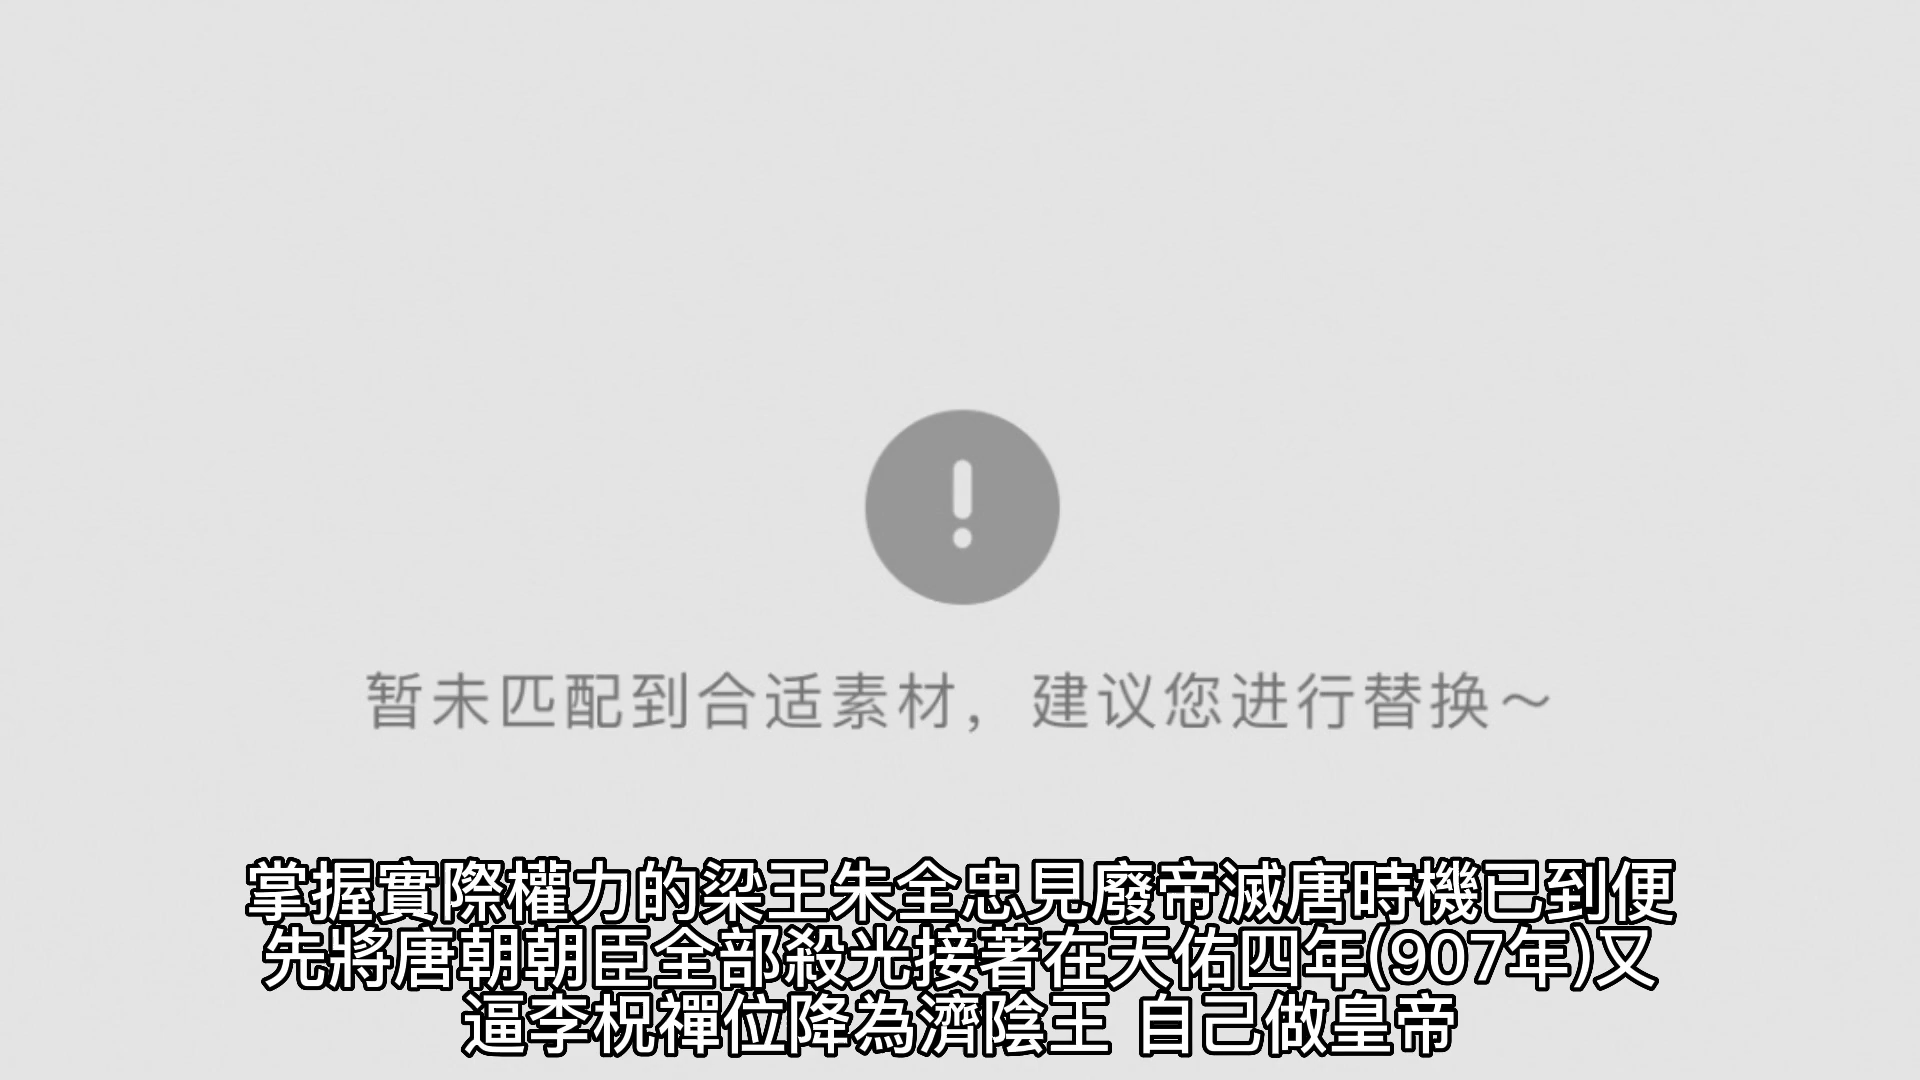 暂未匹配到合适素材，建议您进行替换～
掌握實際權力的梁王朱全忠見廢帝滅唐時機已到便
先將唐朝朝臣全部殺光接著在天佑四年(907年)又
逼李柷禪位降為濟陰王 自己做皇帝